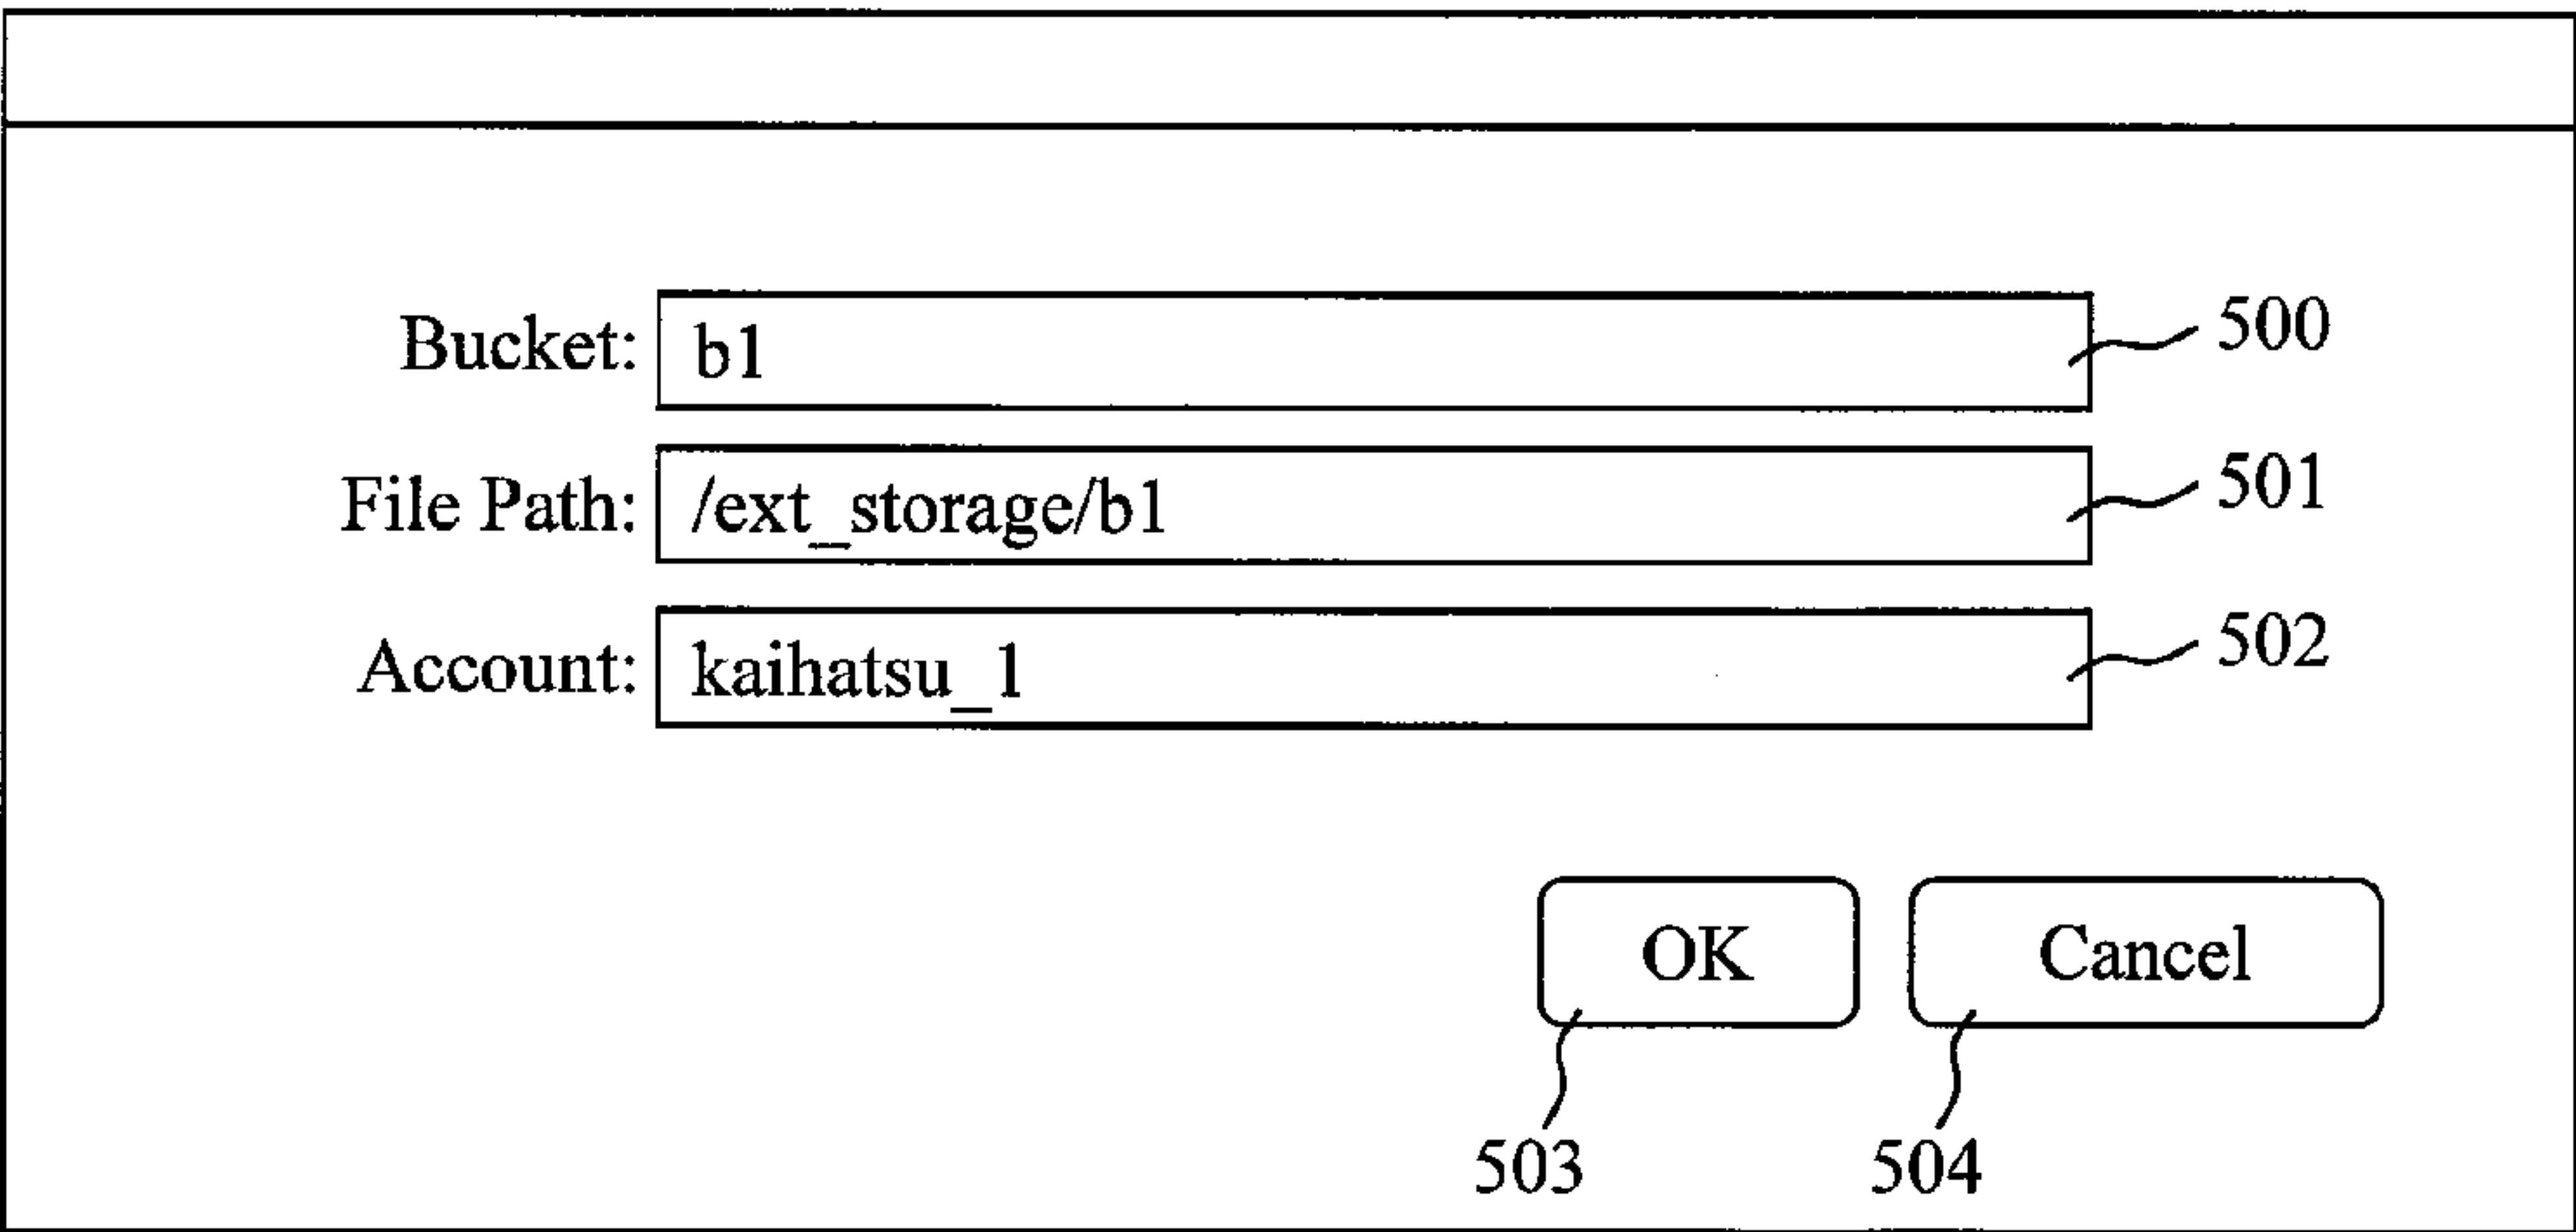 Bucket: b1 500
File Path: /ext_storage/b1 501
Account: kaihatsu_1 502
OK Cancel
503 504